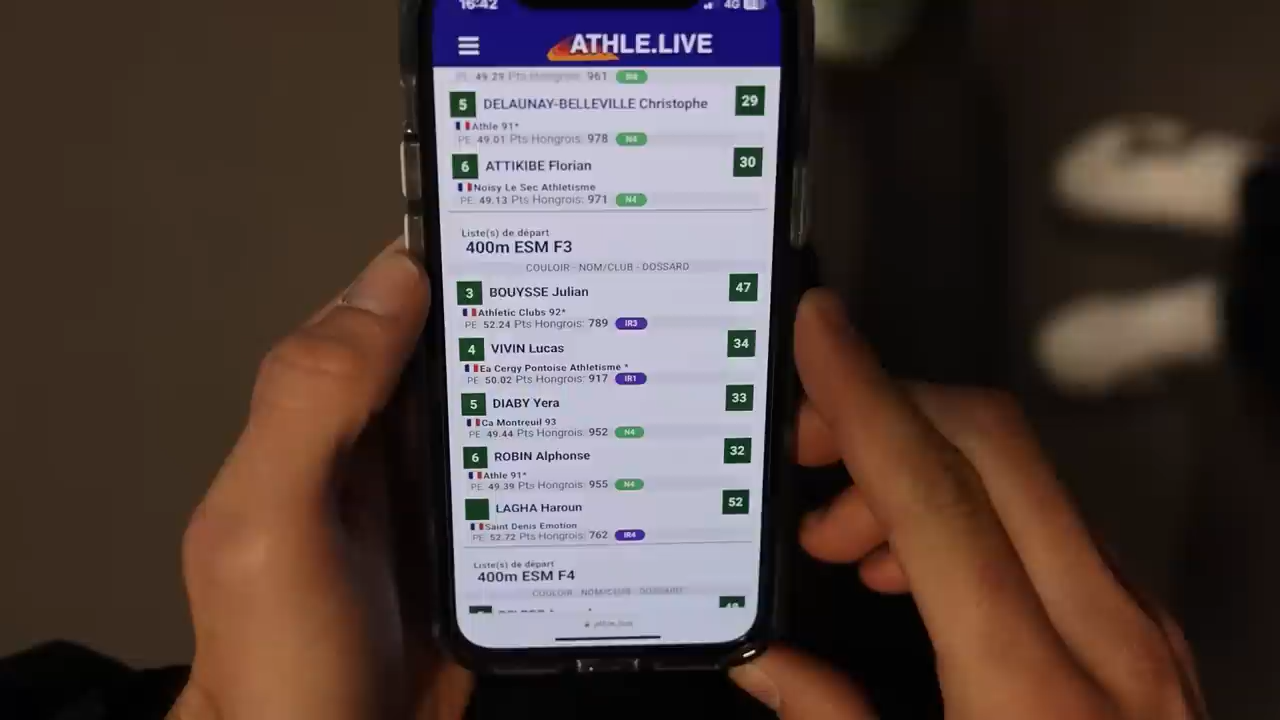 16:42
4G
ATHLE.LIVE
PE 49.29 Pts Hongrois: 961 N4
5 DELAUNAY-BELLEVILLE Christophe 29
Athle 91*
PE 49.01 Pts Hongrois: 978 N4
6 ATTIKIBE Florian 30
Noisy Le Sec Athletisme
PE 49.13 Pts Hongrois: 971 N4
Liste(s) de départ
400m ESM F3
COULOIR - NOM/CLUB - DOSSARD
3 BOUYSSE Julian 47
Athletic Clubs 92*
PE 52.24 Pts Hongrois: 789 IR3
4 VIVIN Lucas 34
Ea Cergy Pontoise Athletisme *
PE 50.02 Pts Hongrois: 917 IR1
5 DIABY Yera 33
Ca Montreuil 93
PE 49.44 Pts Hongrois: 952 N4
6 ROBIN Alphonse 32
Athle 91*
PE 49.39 Pts Hongrois: 955 N4
LAGHA Haroun 52
Saint Denis Emotion
PE 52.72 Pts Hongrois: 762 IR4
Liste(s) de départ
400m ESM F4
COULOIR - NOM/CLUB - DOSSARD
athle.live